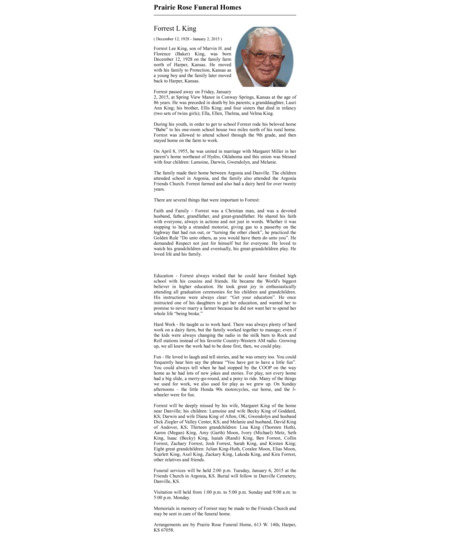 Prairie Rose Funeral Homes
Forrest L King
( December 12, 1928 - January 2, 2015 )
Forrest Lee King, son of Marvin H. and
Florence (Baker) King, was born
December 12, 1928 on the family farm
north of Harper, Kansas. He moved
with his family to Protection, Kansas as
a young boy and the family later moved
back to Harper, Kansas.
Forrest passed away on Friday, January
2, 2015, at Spring View Manor in Conway Springs, Kansas at the age of
86 years. He was preceded in death by his parents, a granddaughter, Lauri
Ann King; his brother, Ellis King; and four sisters that died in infancy
(two sets of twins girls); Ella, Ellen, Thelma, and Velma King.
During his youth, in order to get to school Forrest rode his beloved horse
"Babe" to his one-room school house two miles north of his rural home.
Forrest was allowed to attend school through the 9th grade, and then
stayed home on the farm to work.
On April 8, 1955, he was united in marriage with Margaret Miller in her
parent's home northeast of Hydro, Oklahoma and this union was blessed
with four children: Lamoine, Darwin, Gwendolyn, and Melanie.
The family made their home between Argonia and Danville. The children
attended school in Argonia, and the family also attended the Argonia
Friends Church. Forrest farmed and also had a dairy herd for over twenty
years.
There are several things that were important to Forrest:
Faith and Family - Forrest was a Christian man, and was a devoted
husband, father, grandfather, and great-grandfather. He shared his faith
with everyone, always in actions and not just in words. Whether it was
stopping to help a stranded motorist, giving gas to a passerby on the
highway that had run out, or "turning the other cheek", he practiced the
Golden Rule "Do unto others, as you would have them do unto you". He
demanded Respect not just for himself but for everyone. He loved to
watch his grandchildren and eventually, his great-grandchildren play. He
loved life and his family.
Education - Forrest always wished that he could have finished high
school with his cousins and friends. He became the World's biggest
believer in higher education. He took great joy in enthusiastically
attending all graduation ceremonies for his children and grandchildren.
His instructions were always clear: "Get your education". He once
instructed one of his daughters to get her education, and wanted her to
promise to never marry a farmer because he did not want her to spend her
whole life "being broke."
Hard Work - He taught us to work hard. There was always plenty of hard
work on a dairy farm, but the family worked together to manage; even if
the kids were always changing the radio in the milk barn to Rock and
Roll stations instead of his favorite Country-Western AM radio. Growing
up, we all knew the work had to be done first, then, we could play.
Fun - He loved to laugh and tell stories, and he was ornery too. You could
frequently hear him say the phrase "You have got to have a little fun".
You could always tell when he had stopped by the COOP on the way
home as he had lots of new jokes and stories. For play, not every home
had a big slide, a merry-go-round, and a pony to ride. Many of the things
we used for work, we also used for play as we grew up. On Sunday
afternoons – the little Honda 90s motorcycles, our horse, and the 3-
wheeler were for fun.
Forrest will be deeply missed by his wife, Margaret King of the home
near Danville; his children: Lamoine and wife Becky King of Goddard,
KS; Darwin and wife Diana King of Afton, OK; Gwendolyn and husband
Dick Ziegler of Valley Center, KS; and Melanie and husband, David King
of Andover, KS; Thirteen grandchildren: Lisa King (Thornten Hoth),
Aaron (Megan) King, Amy (Garth) Moon, Ivory (Michael) Metz, Seth
King, Isaac (Becky) King, Isaiah (Randi) King, Ben Forrest, Collin
Forrest, Zachary Forrest, Josh Forrest, Sarah King, and Kirsten King;
Eight great grandchildren: Julian King-Hoth, Condee Moon, Elias Moon,
Scarlett King, Axel King, Zackary King, Lakoda King, and Kira Forrest;
other relatives and friends.
Funeral services will be held 2:00 p.m. Tuesday, January 6, 2015 at the
Friends Church in Argonia, KS. Burial will follow in Danville Cemetery,
Danville, KS.
Visitation will held from 1:00 p.m. to 5:00 p.m. Sunday and 9:00 a.m. to
5:00 p.m. Monday.
Memorials in memory of Forrest may be made to the Friends Church and
may be sent in care of the funeral home.
Arrangements are by Prairie Rose Funeral Home, 613 W. 14th; Harper,
KS 67058.